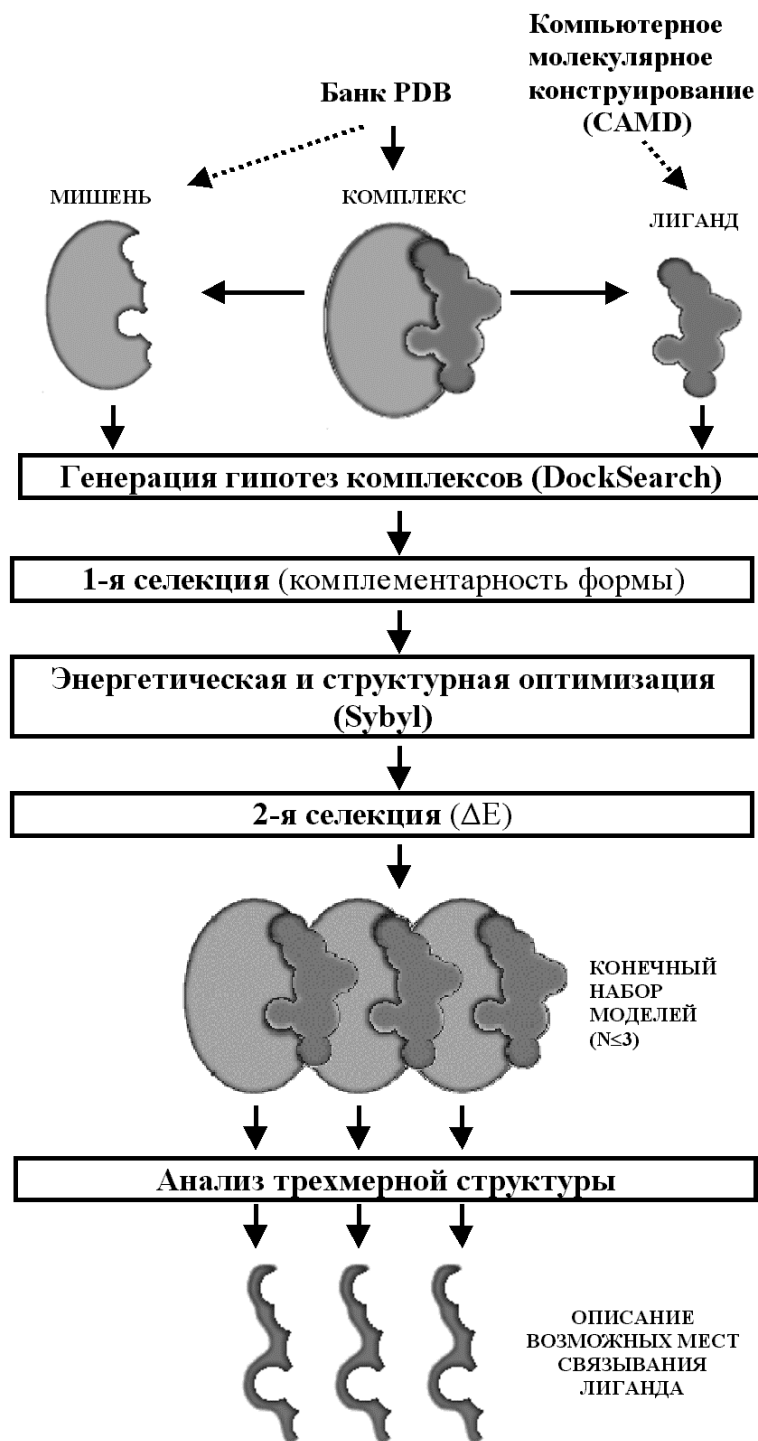 Компьютерное
молекулярное
конструирование
(CAMD)
Банк PDB
МИШЕНЬ
КОМПЛЕКС
ЛИГАНД
Генерация гипотез комплексов (DockSearch)
1-я селекция (комплементарность формы)
Энергетическая и структурная оптимизация
(Sybyl)
2-я селекция (ΔE)
КОНЕЧНЫЙ
НАБОР
МОДЕЛЕЙ
(N≤3)
Анализ трехмерной структуры
ОПИСАНИЕ
ВОЗМОЖНЫХ МЕСТ
СВЯЗЫВАНИЯ
ЛИГАНДА